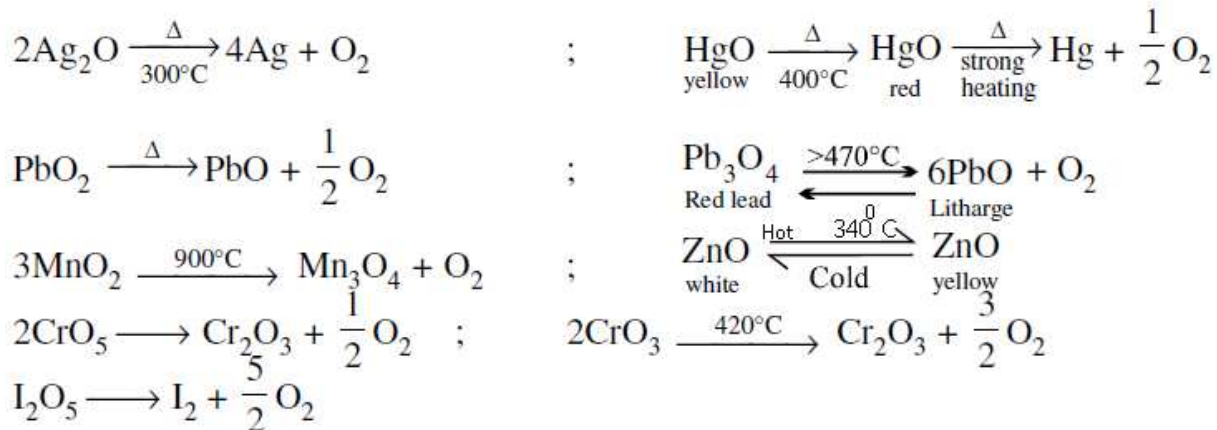 2Ag₂O —Δ/300°C→ 4Ag + O₂ ; HgO (yellow) —Δ/400°C→ HgO (red) —Δ/strong heating→ Hg + 1/2 O₂
PbO₂ —Δ→ PbO + 1/2 O₂ ; Pb₃O₄ (Red lead) ⇌ (>470°C) 6PbO (Litharge) + O₂
3MnO₂ —900°C→ Mn₃O₄ + O₂ ; ZnO (white) ⇌ (Hot 340⁰C / Cold) ZnO (yellow)
2CrO₅ ⟶ Cr₂O₃ + 1/2 O₂ ; 2CrO₃ —420°C→ Cr₂O₃ + 3/2 O₂
I₂O₅ ⟶ I₂ + 5/2 O₂